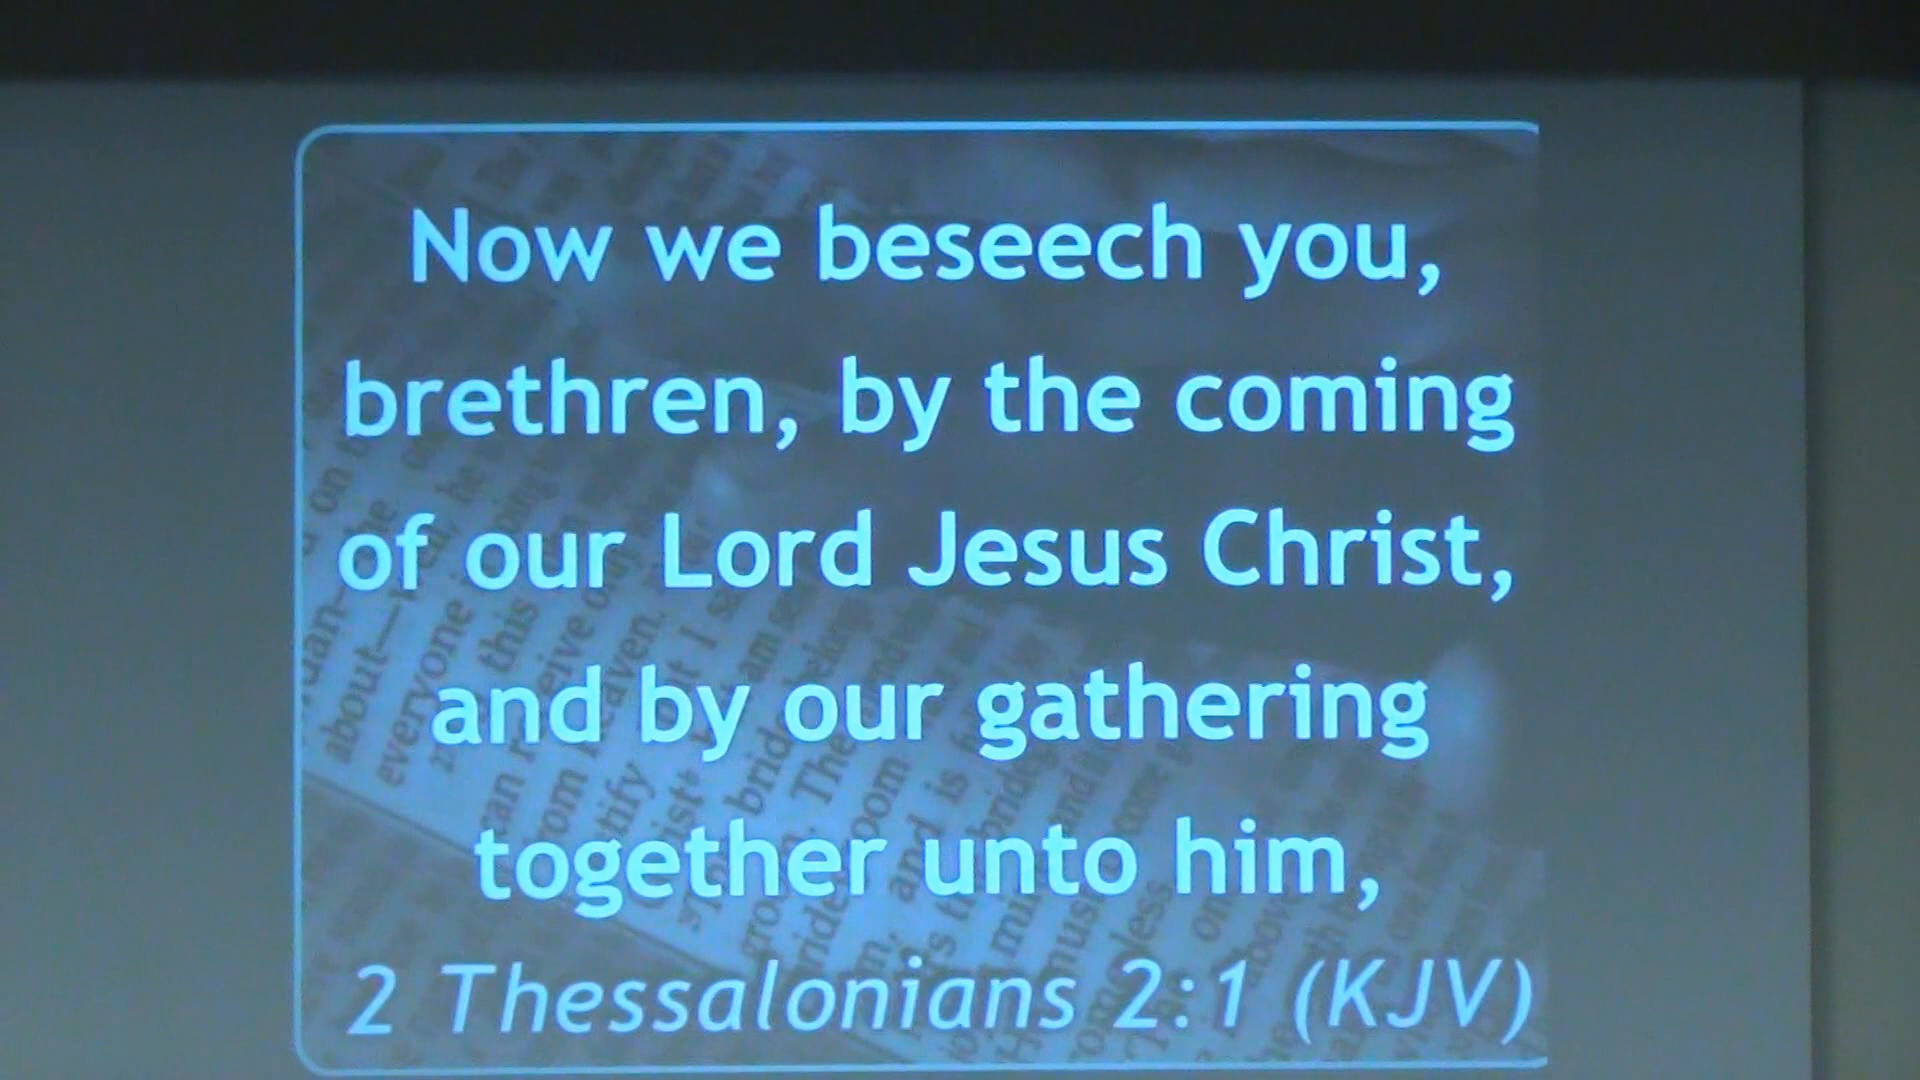 Now we beseech you,
brethren, by the coming
of our Lord Jesus Christ,
and by our gathering
together unto him,
2 Thessalonians 2:1 (KJV)